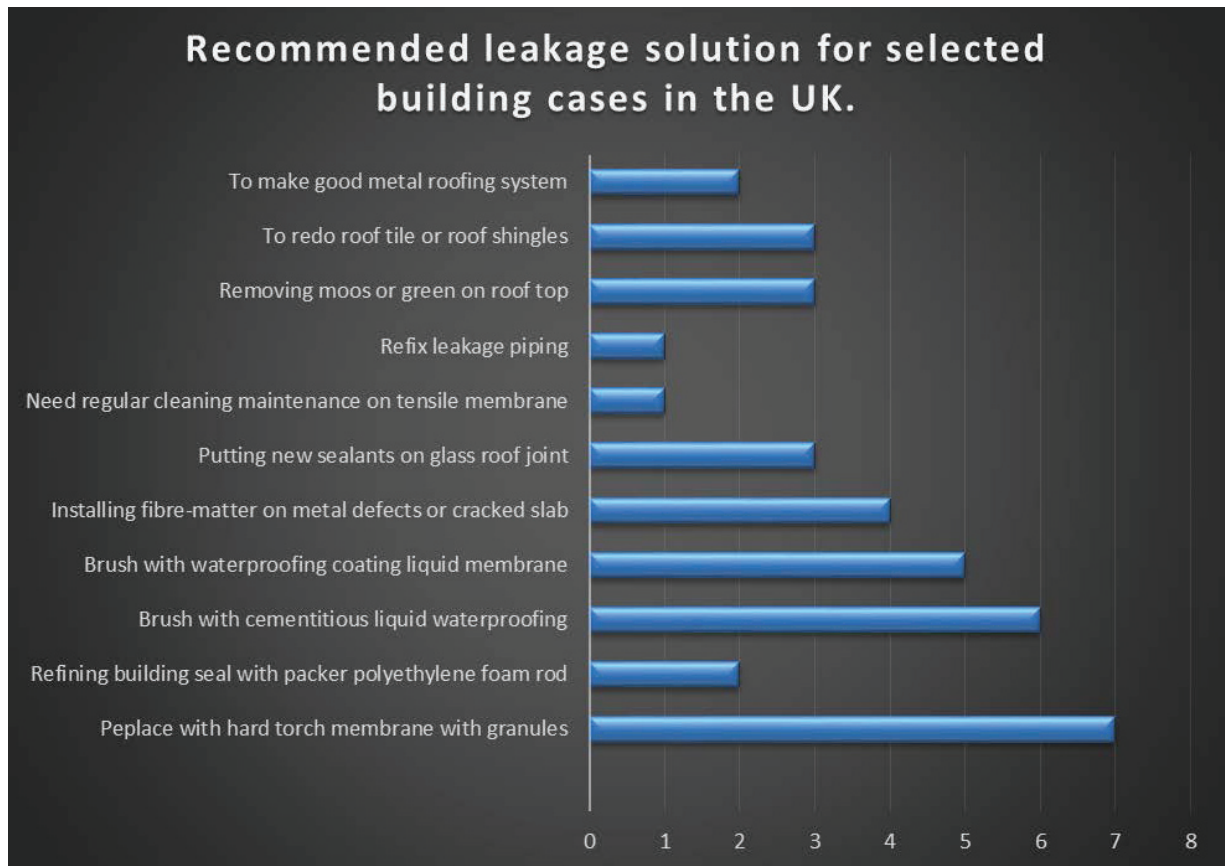 Recommended leakage solution for selected
building cases in the UK.
To make good metal roofing system
To redo roof tile or roof shingles
Removing moos or green on roof top
Refix leakage piping
Need regular cleaning maintenance on tensile membrane
Putting new sealants on glass roof joint
Installing fibre-matter on metal defects or cracked slab
Brush with waterproofing coating liquid membrane
Brush with cementitious liquid waterproofing
Refining building seal with packer polyethylene foam rod
Peplace with hard torch membrane with granules
0 1 2 3 4 5 6 7 8